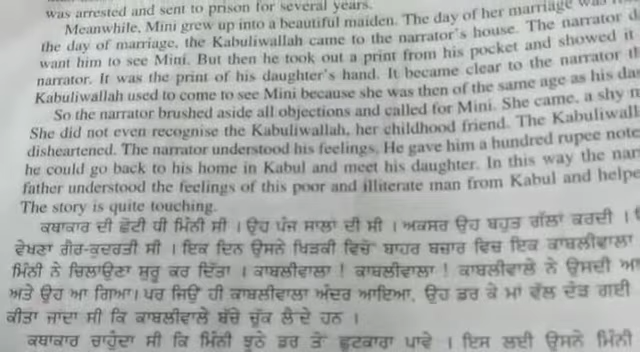 was arrested and sent to prison for several years.
Meanwhile, Mini grew up into a beautiful maiden. The day of her marriage was
the day of marriage, the Kabuliwallah came to the narrator's house. The narrator
want him to see Mini. But then he took out a print from his pocket and showed it
narrator. It was the print of his daughter's hand. It became clear to the narrator
Kabuliwallah used to come to see Mini because she was then of the same age as his
So the narrator brushed aside all objections and called for Mini. She came, a shy
She did not even recognise the Kabuliwallah, her childhood friend. The
disheartened. The narrator understood his feelings. He gave him a hundred rupee
he could go back to his home in Kabul and meet his daughter. In this way the
father understood the feelings of this poor and illiterate man from Kabul and
The story is quite touching.
ਕਥਾਕਾਰ ਦੀ ਛੋਟੀ ਧੀ ਮਿੰਨੀ ਸੀ । ਉਹ ਪੰਜ ਸਾਲਾਂ ਦੀ ਸੀ । ਅਕਸਰ ਉਹ ਬਹੁਤ ਗੱਲਾਂ ਕਰਦੀ ।
ਵੇਖਣਾ ਗੈਰ-ਕੁਦਰਤੀ ਸੀ । ਇਕ ਦਿਨ ਉਸਨੇ ਖਿੜਕੀ ਵਿਚੋਂ ਬਾਹਰ ਬਜ਼ਾਰ ਵਿਚ ਇਕ ਕਾਬਲੀਵਾਲਾ
ਮਿੰਨੀ ਨੇ ਚਿਲਾਉਣਾ ਸ਼ੁਰੂ ਕਰ ਦਿੱਤਾ । ਕਾਬਲੀਵਾਲਾ ! ਕਾਬਲੀਵਾਲਾ ! ਕਾਬਲੀਵਾਲੇ ਨੇ ਉਸਦੀ
ਅਤੇ ਉਹ ਆ ਗਿਆ। ਪਰ ਜਿਉਂ ਹੀ ਕਾਬਲੀਵਾਲਾ ਅੰਦਰ ਆਇਆ, ਉਹ ਡਰ ਕੇ ਮਾਂ ਵੱਲ ਦੌੜ ਗਈ
ਕੀਤਾ ਜਾਂਦਾ ਸੀ ਕਿ ਕਾਬਲੀਵਾਲੇ ਬੱਚੇ ਚੁੱਕ ਲੈਂਦੇ ਹਨ ।
ਕਥਾਕਾਰ ਚਾਹੁੰਦਾ ਸੀ ਕਿ ਮਿੰਨੀ ਝੂਠੇ ਡਰ ਤੋਂ ਛੁਟਕਾਰਾ ਪਾਵੇ । ਇਸ ਲਈ ਉਸਨੇ ਮਿੰਨੀ